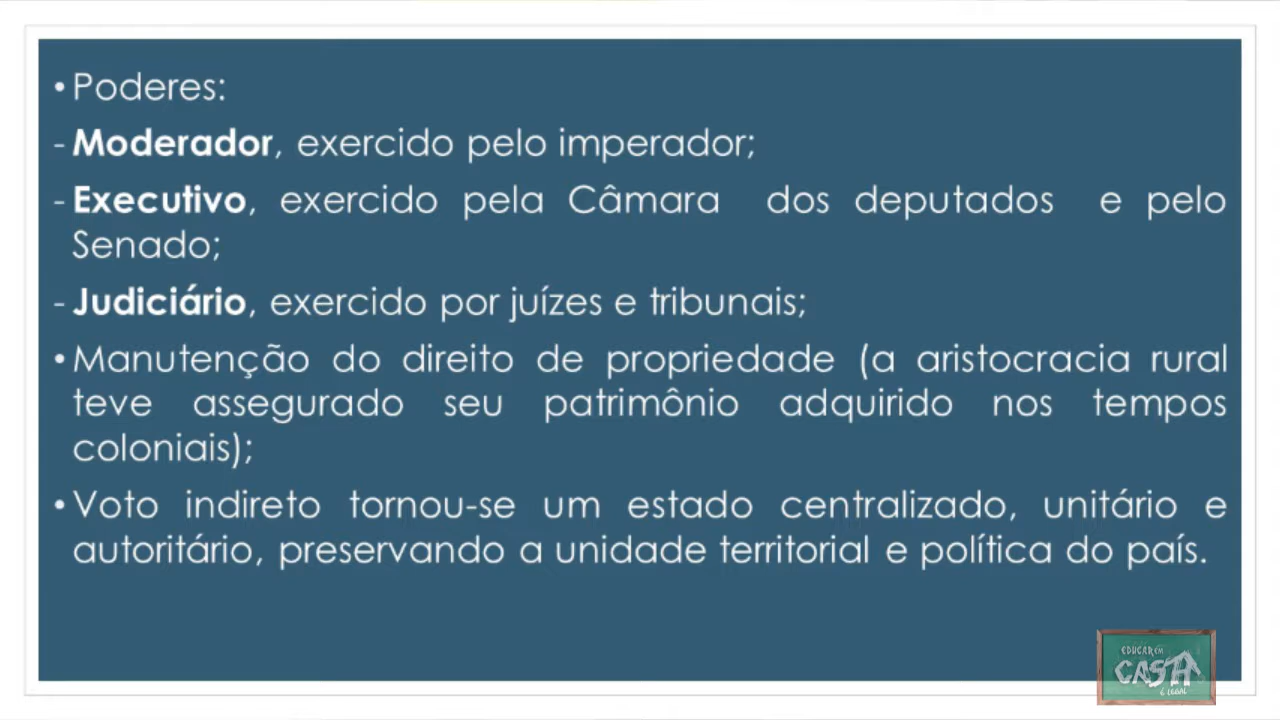 • Poderes:
- Moderador, exercido pelo imperador;
- Executivo, exercido pela Câmara dos deputados e pelo
Senado;
- Judiciário, exercido por juízes e tribunais;
• Manutenção do direito de propriedade (a aristocracia rural
teve assegurado seu patrimônio adquirido nos tempos
coloniais);
• Voto indireto tornou-se um estado centralizado, unitário e
autoritário, preservando a unidade territorial e política do país.
EDUCAR EM
CASA
É LEGAL